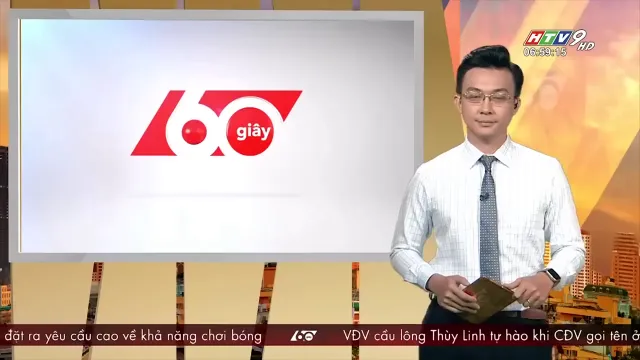 HTV9 HD
06:59:15
60 giây
đặt ra yêu cầu cao về khả năng chơi bóng 60 VĐV cầu lông Thùy Linh tự hào khi CĐV gọi tên ở